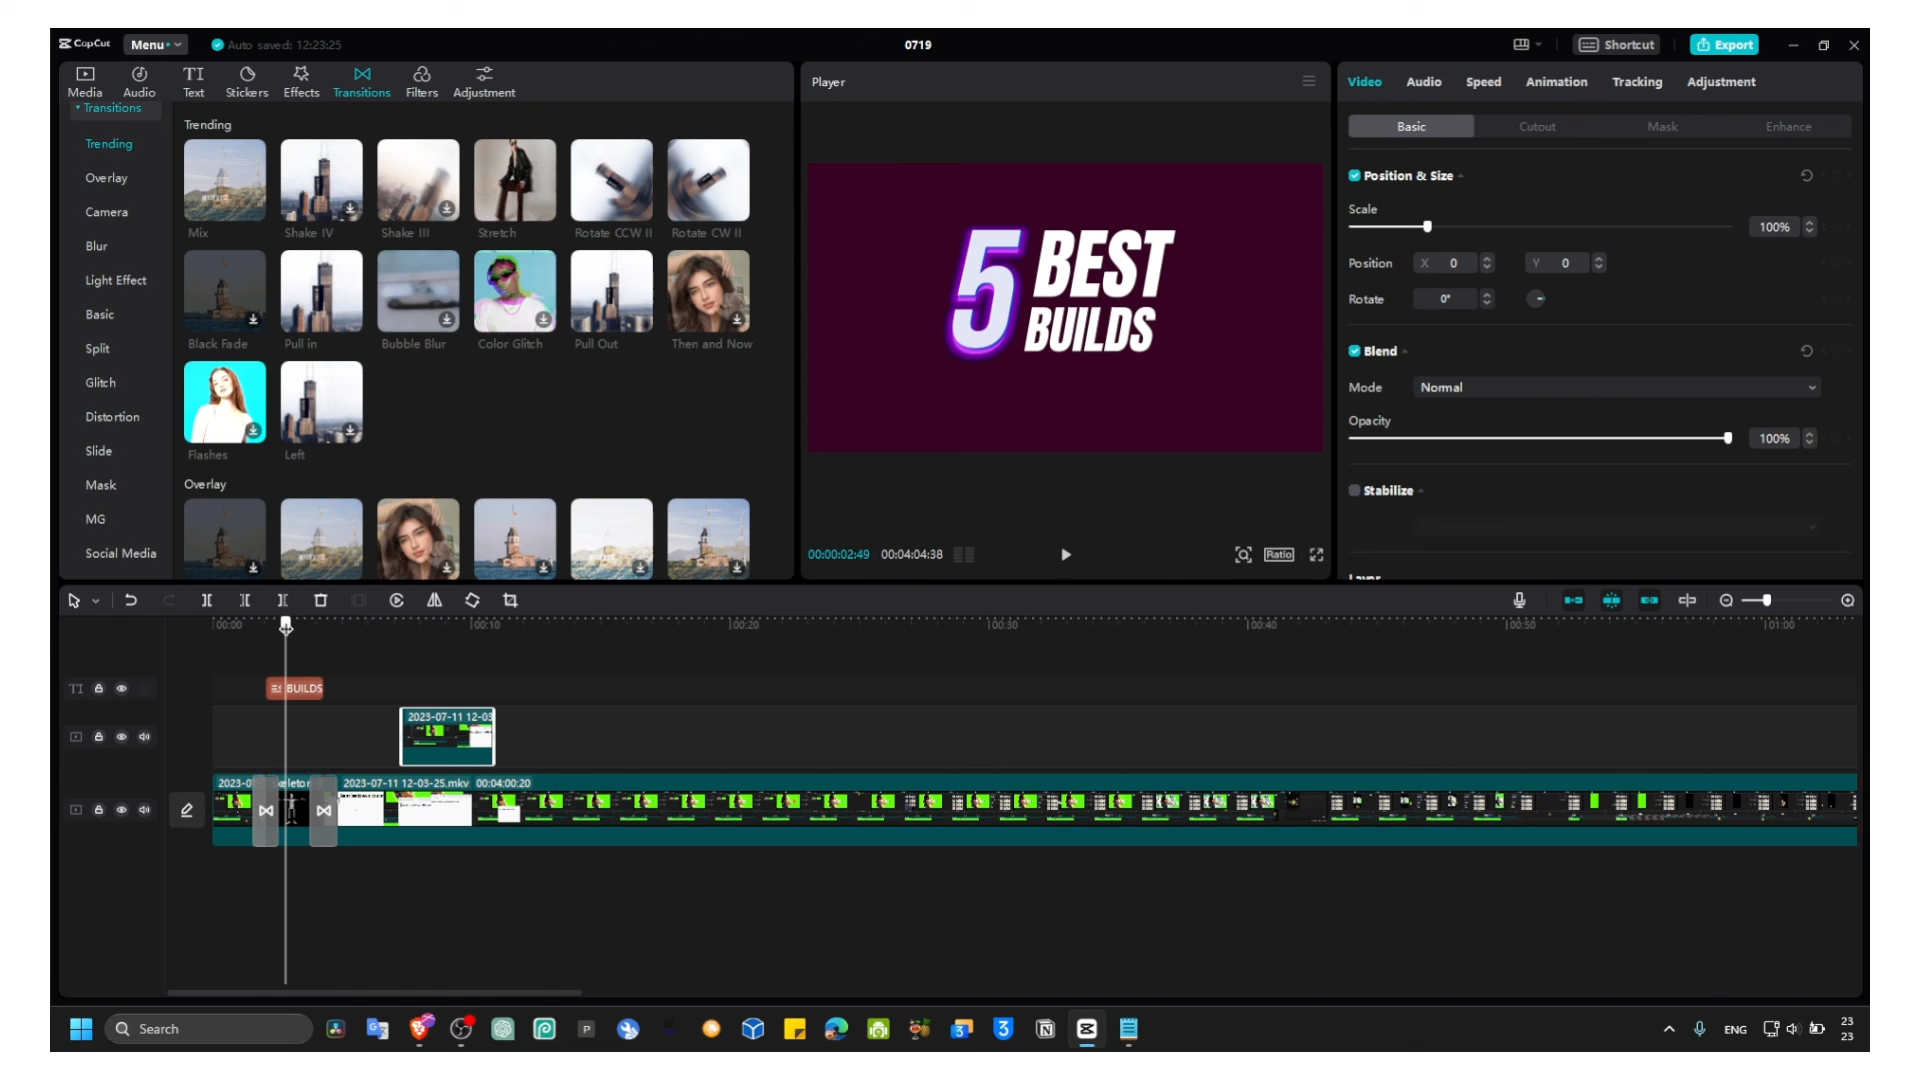 CapCut
Menu
Auto saved: 12:23:25
0719
Shortcut
Export
Media
Audio
Text
Stickers
Effects
Transitions
Filters
Adjustment
Transitions
Trending
Overlay
Camera
Blur
Light Effect
Basic
Split
Glitch
Distortion
Slide
Mask
MG
Social Media
Trending
Mix
Shake IV
Shake III
Stretch
Rotate CCW II
Rotate CW II
Black Fade
Pull in
Bubble Blur
Color Glitch
Pull Out
Then and Now
Flashes
Left
Overlay
Player
5 BEST
BUILDS
00:00:02:49
00:04:04:38
Ratio
Video
Audio
Speed
Animation
Tracking
Adjustment
Basic
Cutout
Mask
Enhance
Position & Size
Scale
100%
Position
X 0
Y 0
Rotate
0°
Blend
Mode
Normal
Opacity
100%
Stabilize
Layer
00:00
00:10
00:20
00:30
00:40
00:50
01:00
TI
BUILDS
2023-07-11 12-03
2023-0
eletor
2023-07-11 12-03-25.mkv 00:04:00:20
Search
ENG
23
23